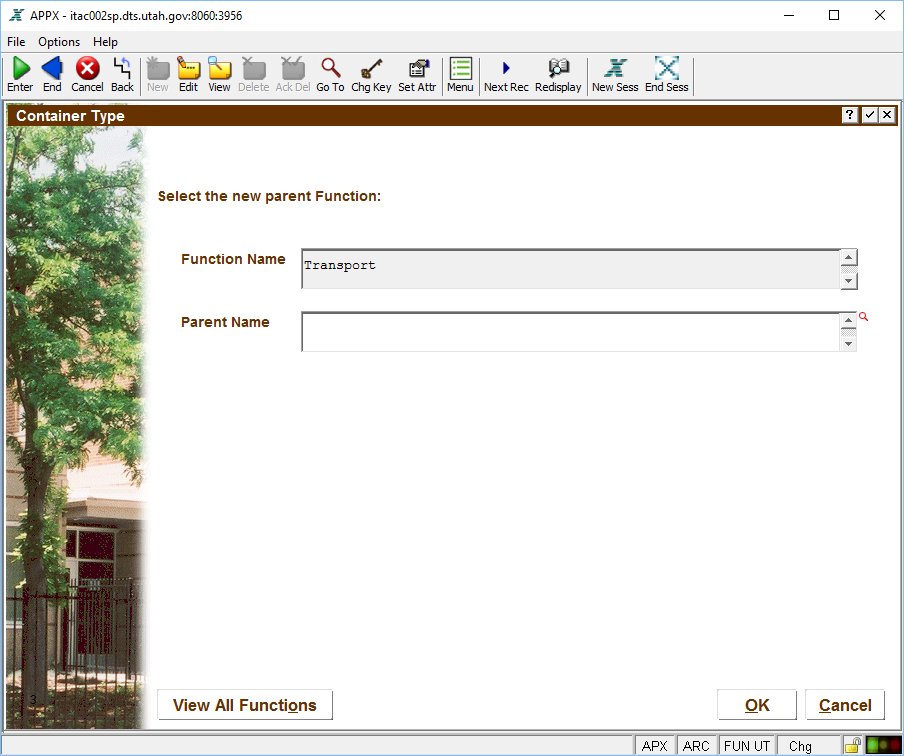 APPX - itac002sp.dts.utah.gov:8060:3956
File Options Help
Enter End Cancel Back New Edit View Delete Ack Del Go To Chg Key Set Attr Menu Next Rec Redisplay New Sess End Sess
Container Type
Select the new parent Function:
Function Name Transport
Parent Name
3
View All Functions OK Cancel
APX ARC FUN UT Chg